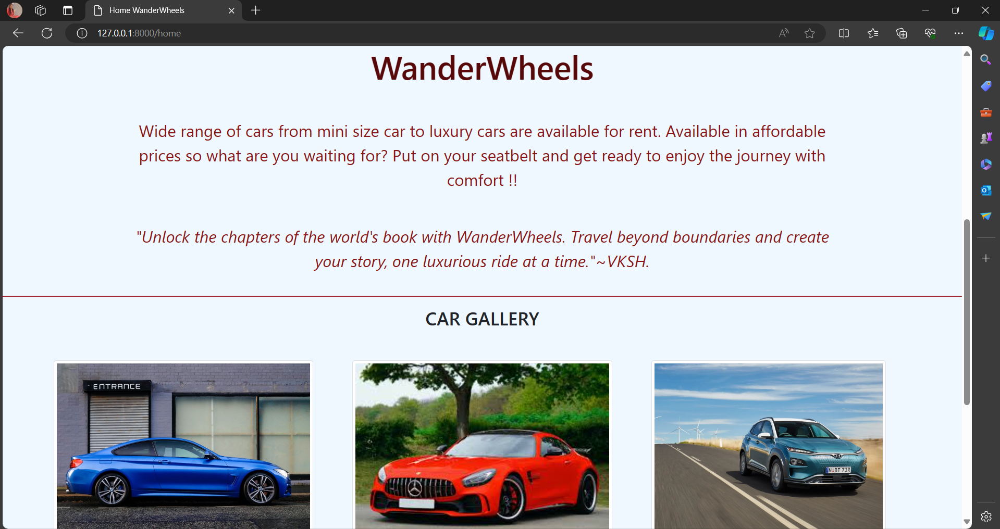 Home WanderWheels
127.0.0.1:8000/home
WanderWheels
Wide range of cars from mini size car to luxury cars are available for rent. Available in affordable
prices so what are you waiting for? Put on your seatbelt and get ready to enjoy the journey with
comfort !!
"Unlock the chapters of the world's book with WanderWheels. Travel beyond boundaries and create
your story, one luxurious ride at a time."~VKSH.
CAR GALLERY
ENTRANCE
BT 73R